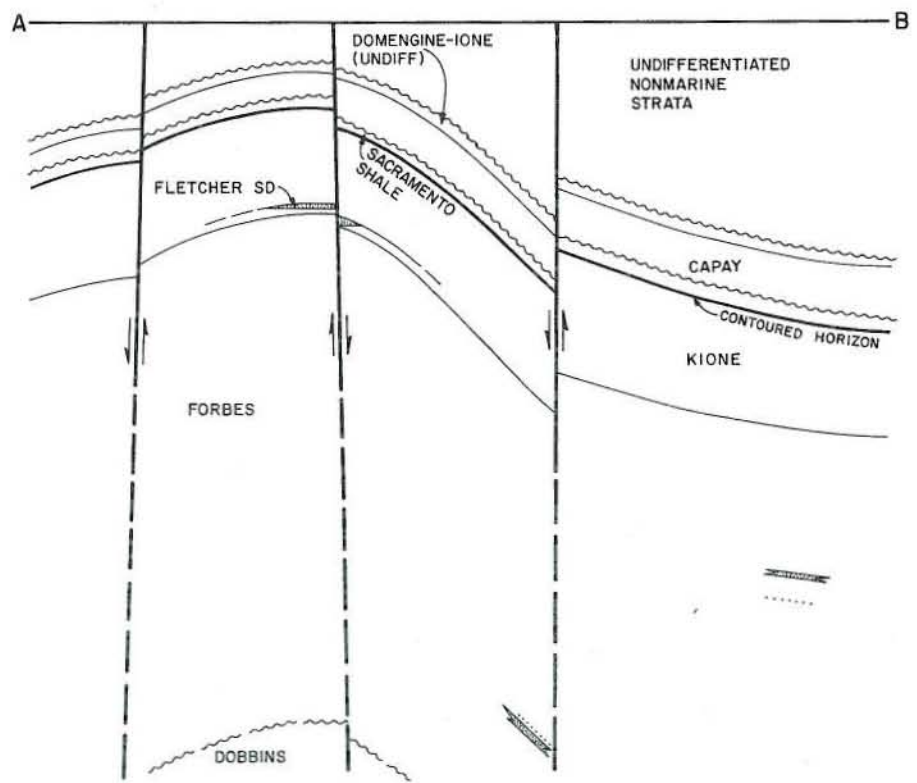 A
B
DOMENGINE-IONE
(UNDIFF)
UNDIFFERENTIATED
NONMARINE
STRATA
FLETCHER SD
SACRAMENTO
SHALE
CAPAY
CONTOURED HORIZON
KIONE
FORBES
DOBBINS